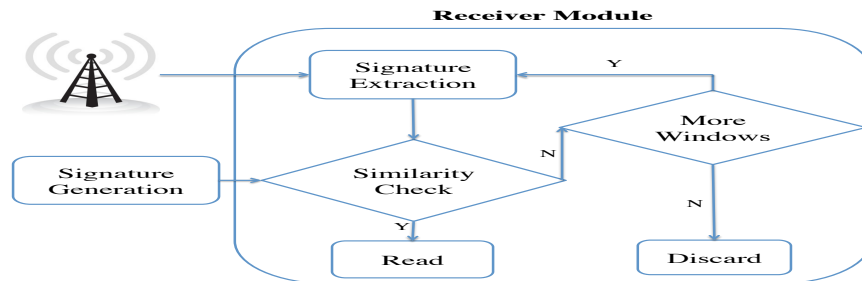 Receiver Module
Signature
Extraction
Y
More
Windows
N
Similarity
Check
Signature
Generation
Y
N
Read
Discard